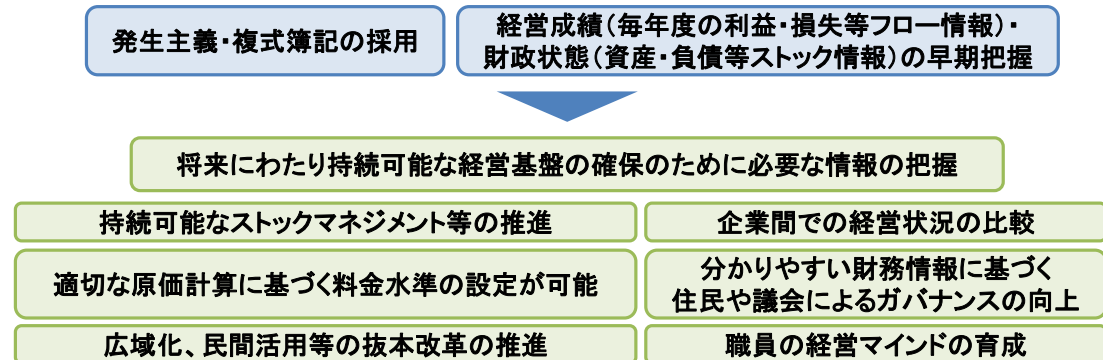 発生主義・複式簿記の採用
経営成績（毎年度の利益・損失等フロー情報）・
財政状態（資産・負債等ストック情報）の早期把握
将来にわたり持続可能な経営基盤の確保のために必要な情報の把握
持続可能なストックマネジメント等の推進
企業間での経営状況の比較
適切な原価計算に基づく料金水準の設定が可能
分かりやすい財務情報に基づく
住民や議会によるガバナンスの向上
広域化、民間活用等の抜本改革の推進
職員の経営マインドの育成